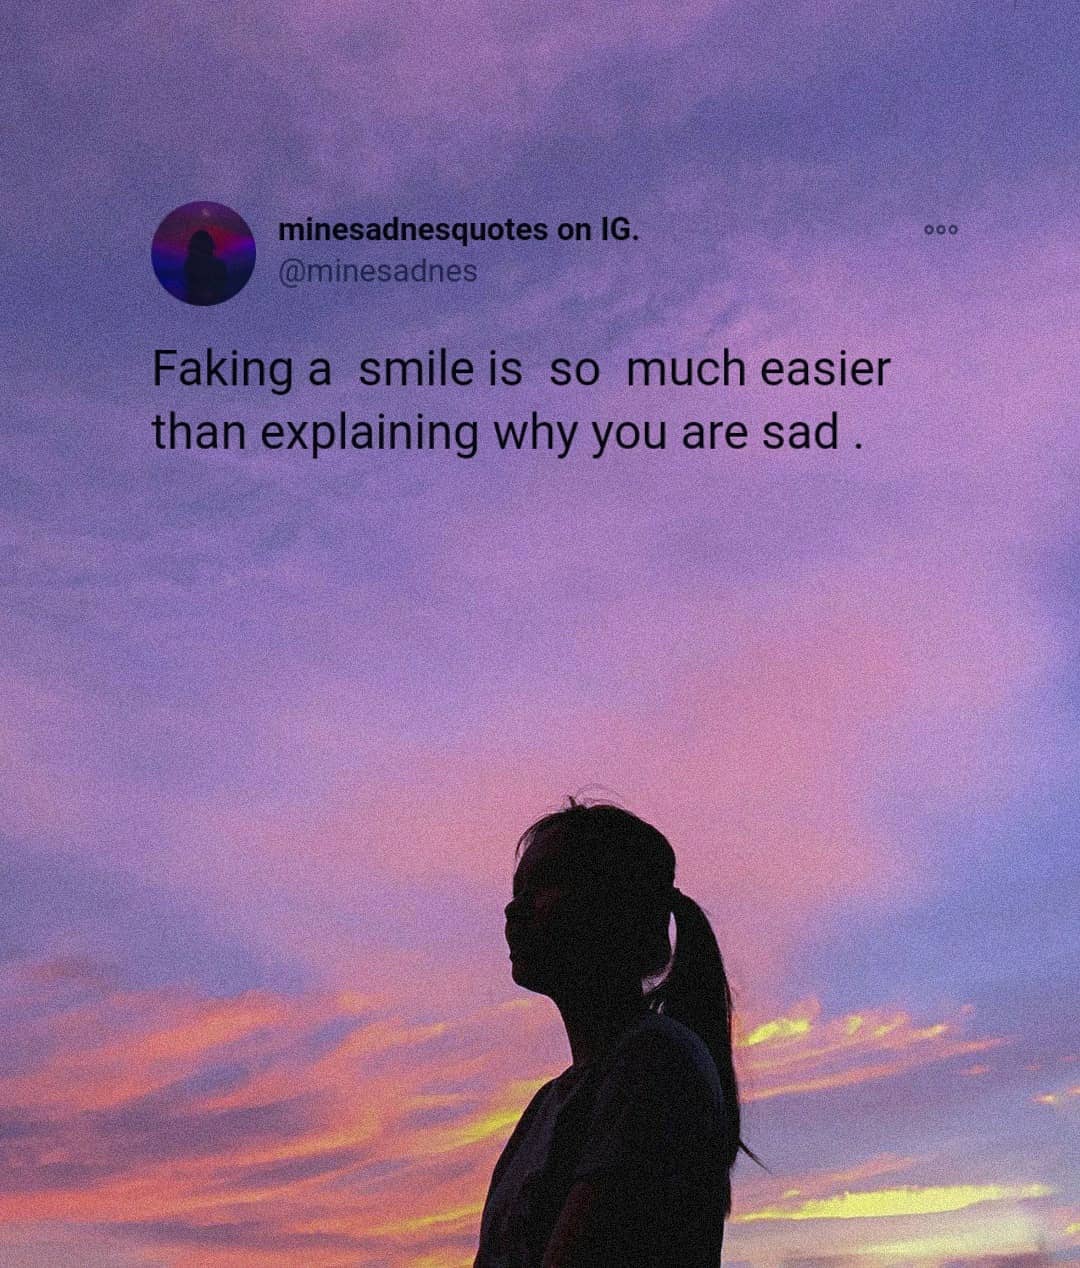 minesadnesquotes on IG.
@minesadnes
Faking a smile is so much easier
than explaining why you are sad .